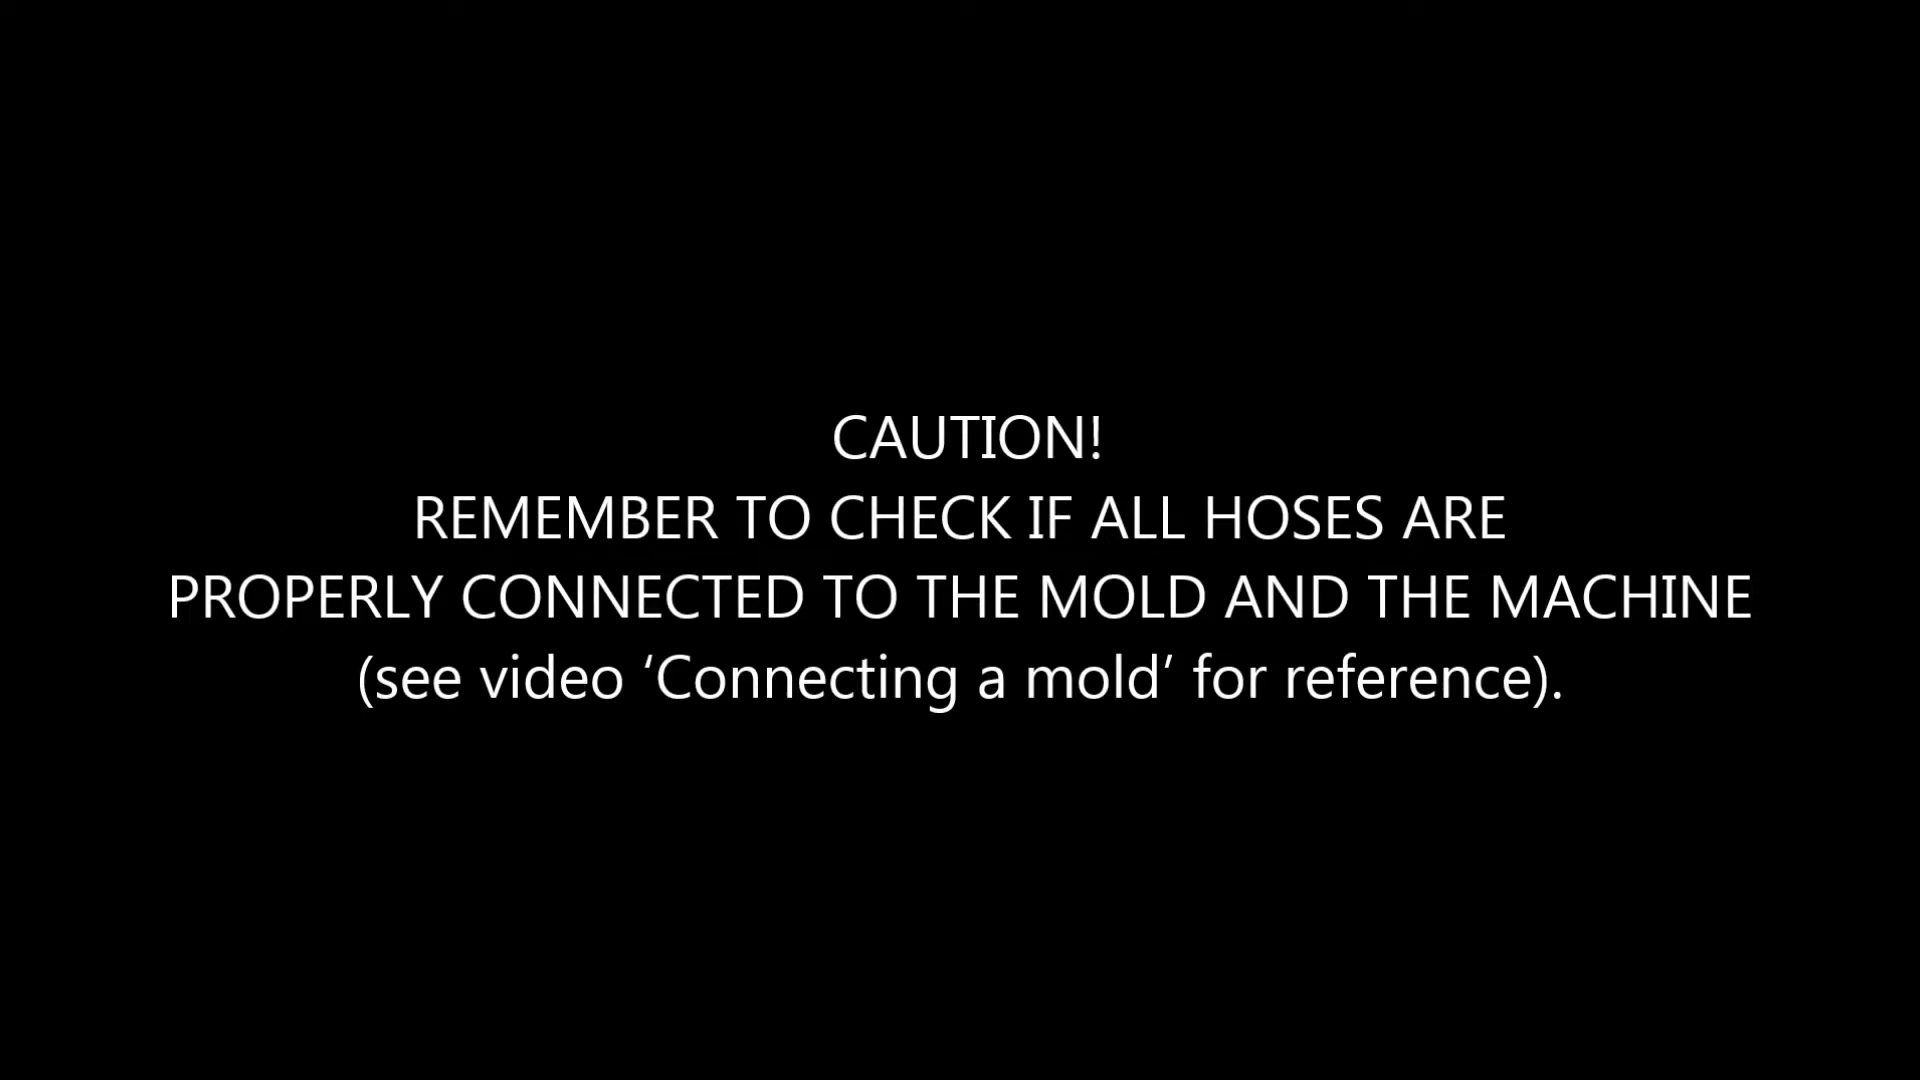 CAUTION!
REMEMBER TO CHECK IF ALL HOSES ARE
PROPERLY CONNECTED TO THE MOLD AND THE MACHINE
(see video ‘Connecting a mold’ for reference).